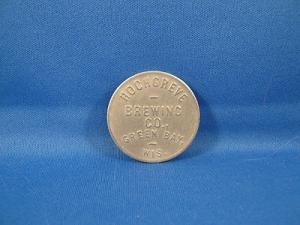 HOCHGREVE
BREWING
CO.
GREEN BAY
WIS.